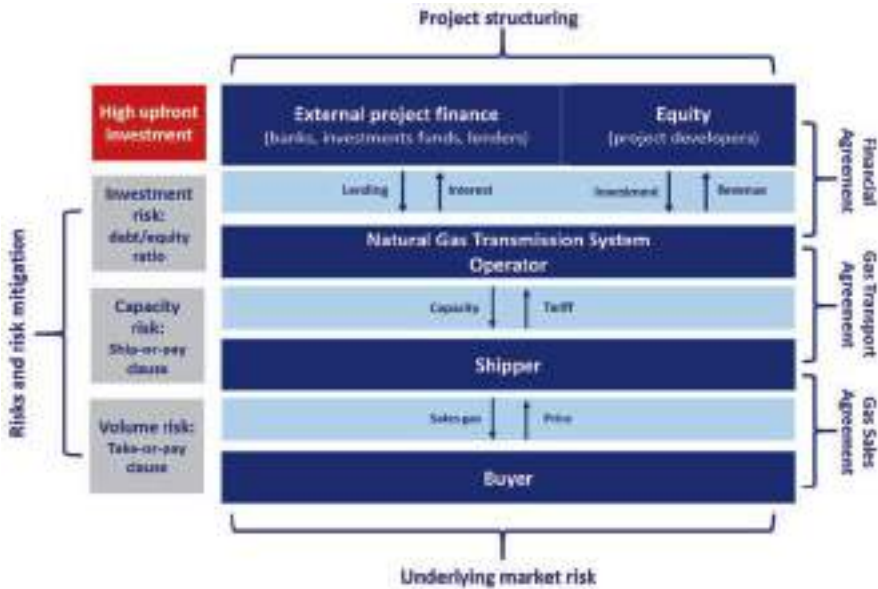 Project structuring
High upfront
investment
External project finance
(banks, investments funds, lenders)
Equity
(project developers)
Financial
Agreement
Investment
risk:
debt/equity
ratio
Lending
Interest
Investment
Revenue
Natural Gas Transmission System
Operator
Gas Transport
Agreement
Risks and risk mitigation
Capacity
risk:
Ship-or-pay
clause
Capacity
Tariff
Shipper
Gas Sales
Agreement
Volume risk:
Take-or-pay
clause
Sales gas
Price
Buyer
Underlying market risk